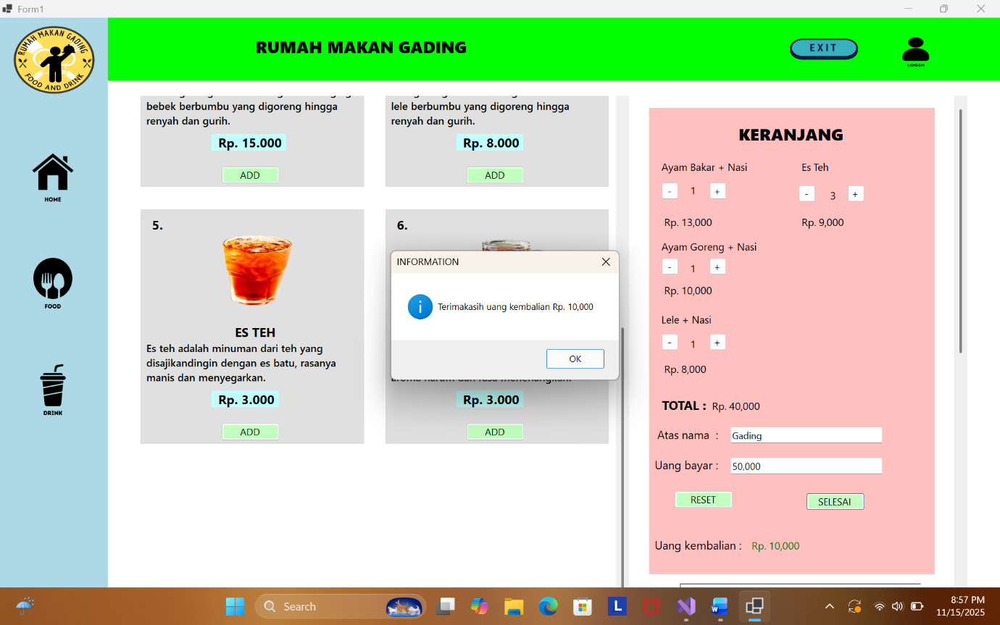 Form1
RUMAH MAKAN GADING
FOOD AND DRINK
RUMAH MAKAN GADING
EXIT
LOGIN
HOME
FOOD
DRINK
bebek berbumbu yang digoreng hingga
renyah dan gurih.
Rp. 15.000
ADD
lele berbumbu yang digoreng hingga
renyah dan gurih.
Rp. 8.000
ADD
5.
ES TEH
Es teh adalah minuman dari teh yang
disajikandingin dengan es batu, rasanya
manis dan menyegarkan.
Rp. 3.000
ADD
6.
Rp. 3.000
ADD
INFORMATION
i
Terimakasih uang kembalian Rp. 10,000
OK
KERANJANG
Ayam Bakar + Nasi
- 1 +
Rp. 13,000
Es Teh
- 3 +
Rp. 9,000
Ayam Goreng + Nasi
- 1 +
Rp. 10,000
Lele + Nasi
- 1 +
Rp. 8,000
TOTAL : Rp. 40,000
Atas nama : Gading
Uang bayar : 50,000
RESET
SELESAI
Uang kembalian : Rp. 10,000
Search
L
W
8:57 PM
11/15/2025